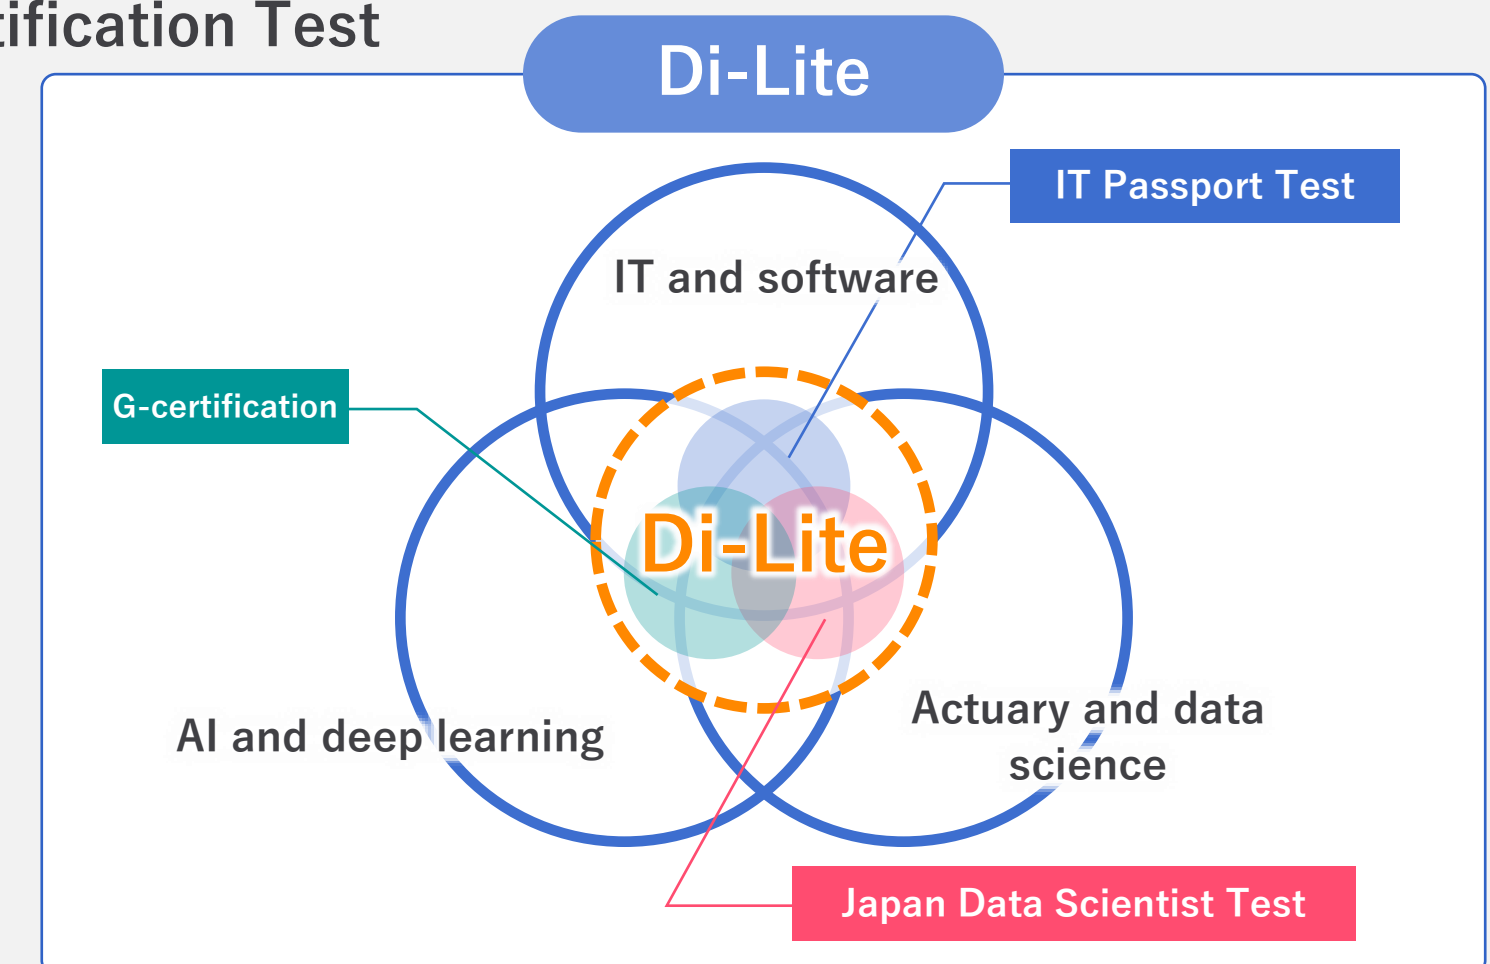 tification Test
Di-Lite
IT Passport Test
IT and software
G-certification
Di-Lite
AI and deep learning
Actuary and data
science
Japan Data Scientist Test